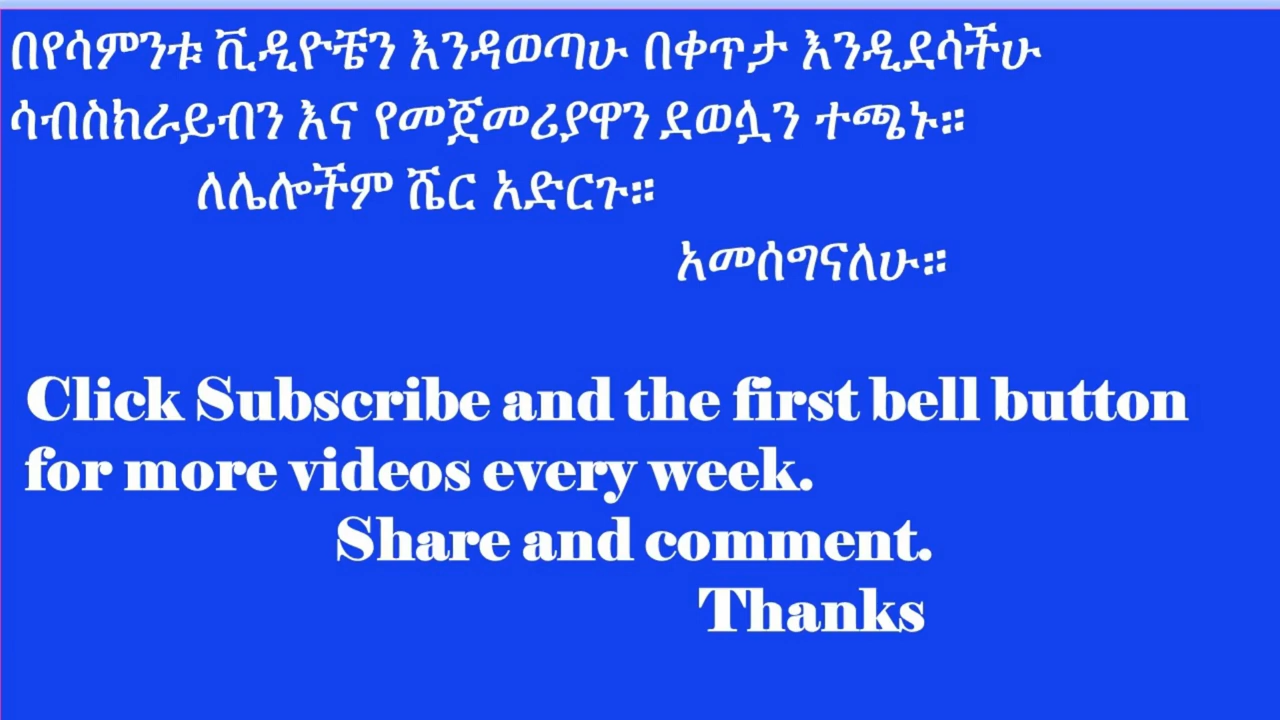 በየሳምንቱ ቪዲዮቼን እንዳወጣሁ በቀጥታ እንዲደሳችሁ
ሳብስክራይብን እና የመጀመሪያዋን ደወሏን ተጫኑ።
ለሌሎችም ሼር አድርጉ።
አመሰግናለሁ።
Click Subscribe and the first bell button
for more videos every week.
Share and comment.
Thanks